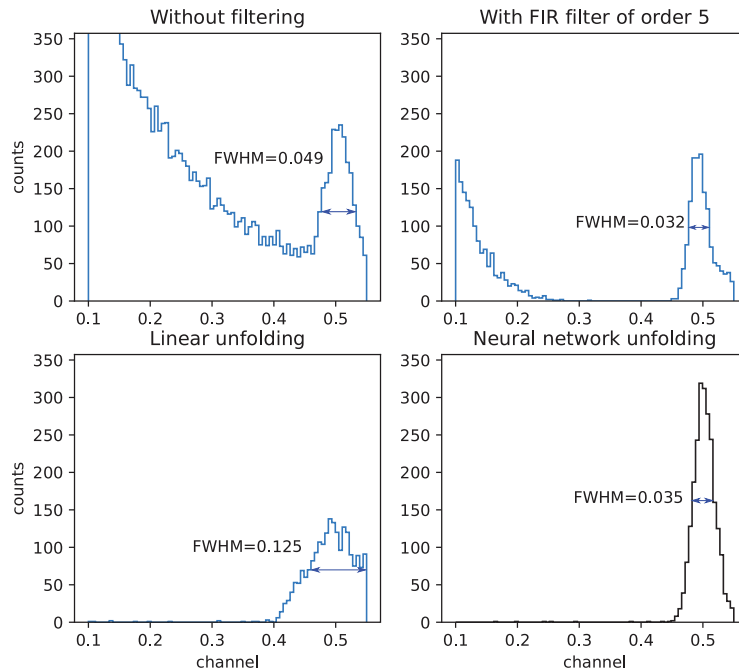 Without filtering
With FIR filter of order 5
350
300
250
200
150
100
50
0
counts
FWHM=0.049
0.1 0.2 0.3 0.4 0.5
350
300
250
200
150
100
50
0
FWHM=0.032
0.1 0.2 0.3 0.4 0.5
Linear unfolding
Neural network unfolding
350
300
250
200
150
100
50
0
counts
FWHM=0.125
0.1 0.2 0.3 0.4 0.5
channel
350
300
250
200
150
100
50
0
FWHM=0.035
0.1 0.2 0.3 0.4 0.5
channel